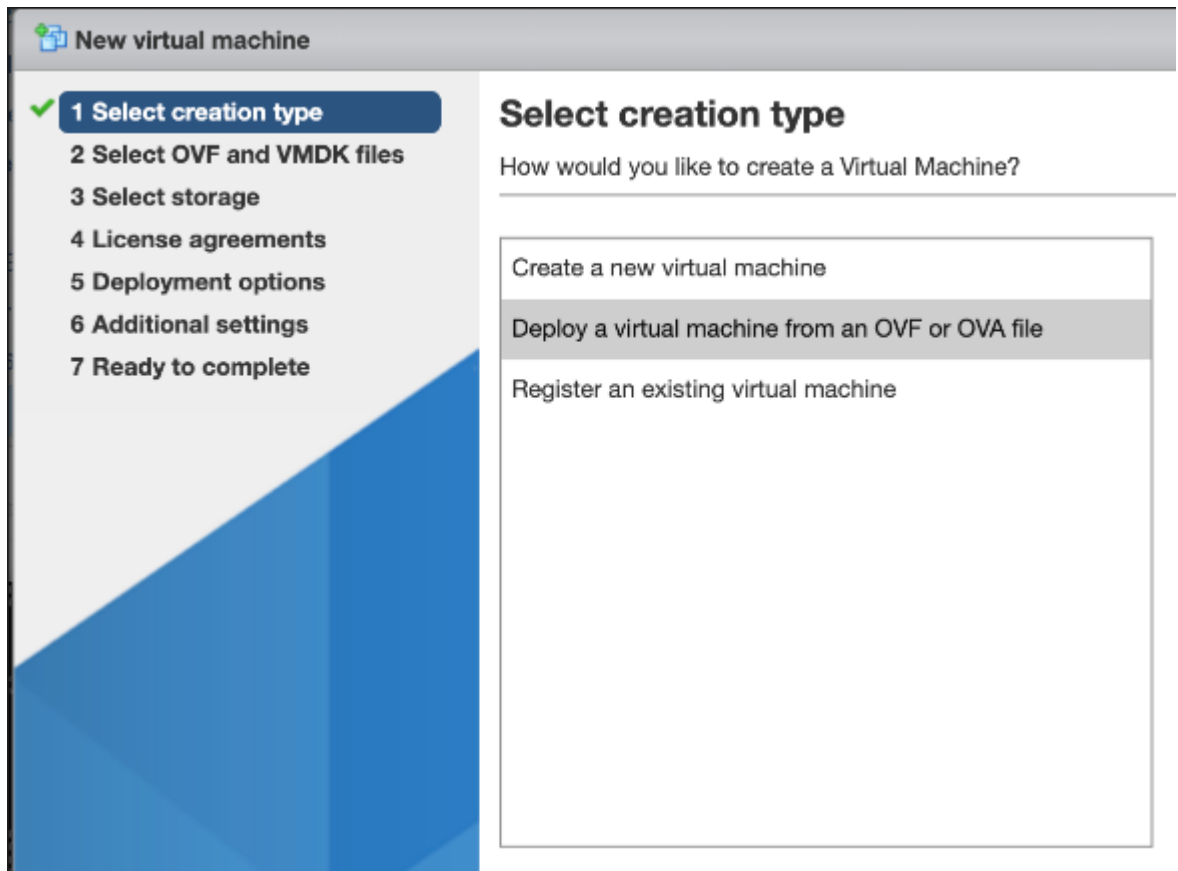 New virtual machine
1 Select creation type
2 Select OVF and VMDK files
3 Select storage
4 License agreements
5 Deployment options
6 Additional settings
7 Ready to complete
Select creation type
How would you like to create a Virtual Machine?
Create a new virtual machine
Deploy a virtual machine from an OVF or OVA file
Register an existing virtual machine